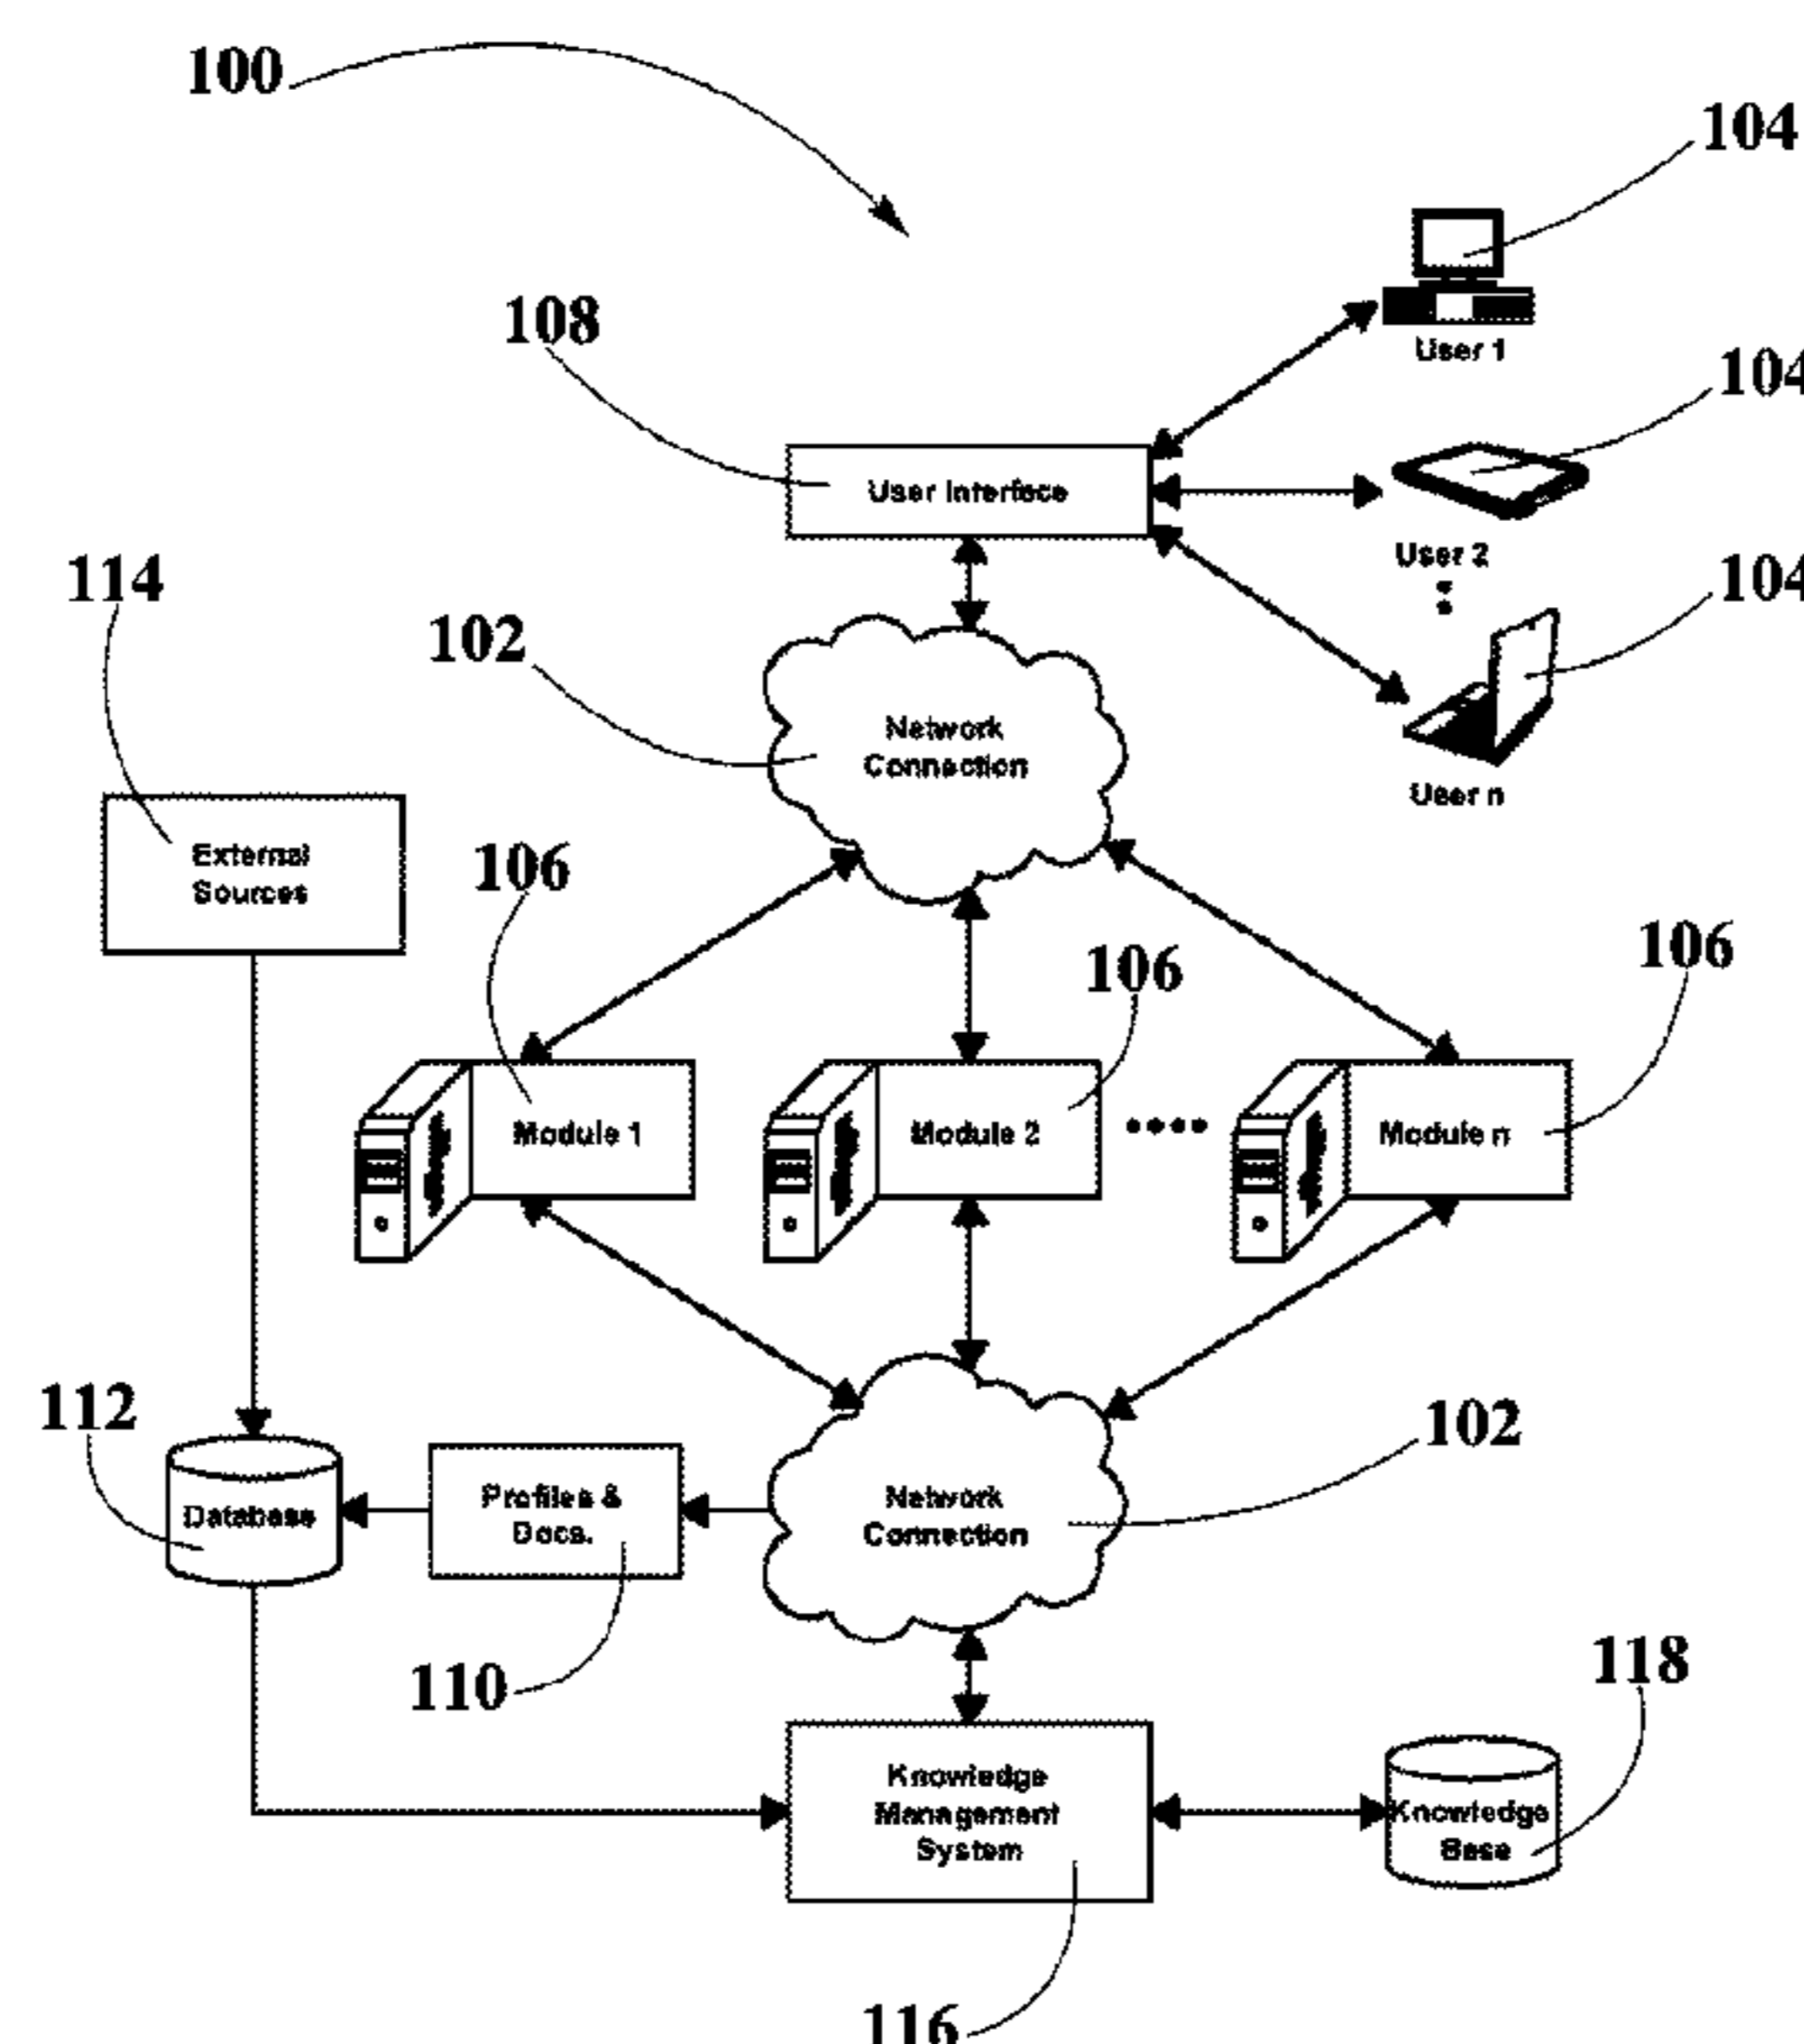 100
104
108
User 1
104
User Interface
User 2
114
104
102
Network
Connection
User n
External
Sources
106
106
106
Module 1
Module 2
Module n
112
102
Database
Profiles &
Docs.
Network
Connection
110
118
Knowledge
Management
System
Knowledge
Base
116